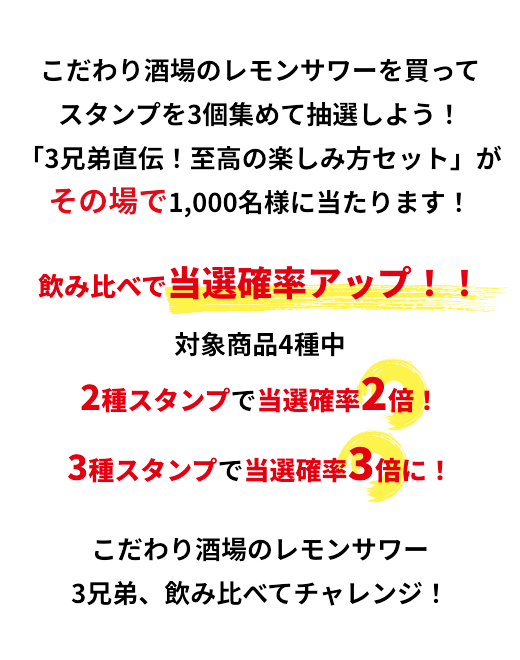 こだわり酒場のレモンサワーを買って
スタンプを3個集めて抽選しよう！
「3兄弟直伝！至高の楽しみ方セット」が
その場で1,000名様に当たります！
飲み比べで当選確率アップ！！
対象商品4種中
2種スタンプで当選確率2倍！
3種スタンプで当選確率3倍に！
こだわり酒場のレモンサワー
3兄弟、飲み比べてチャレンジ！